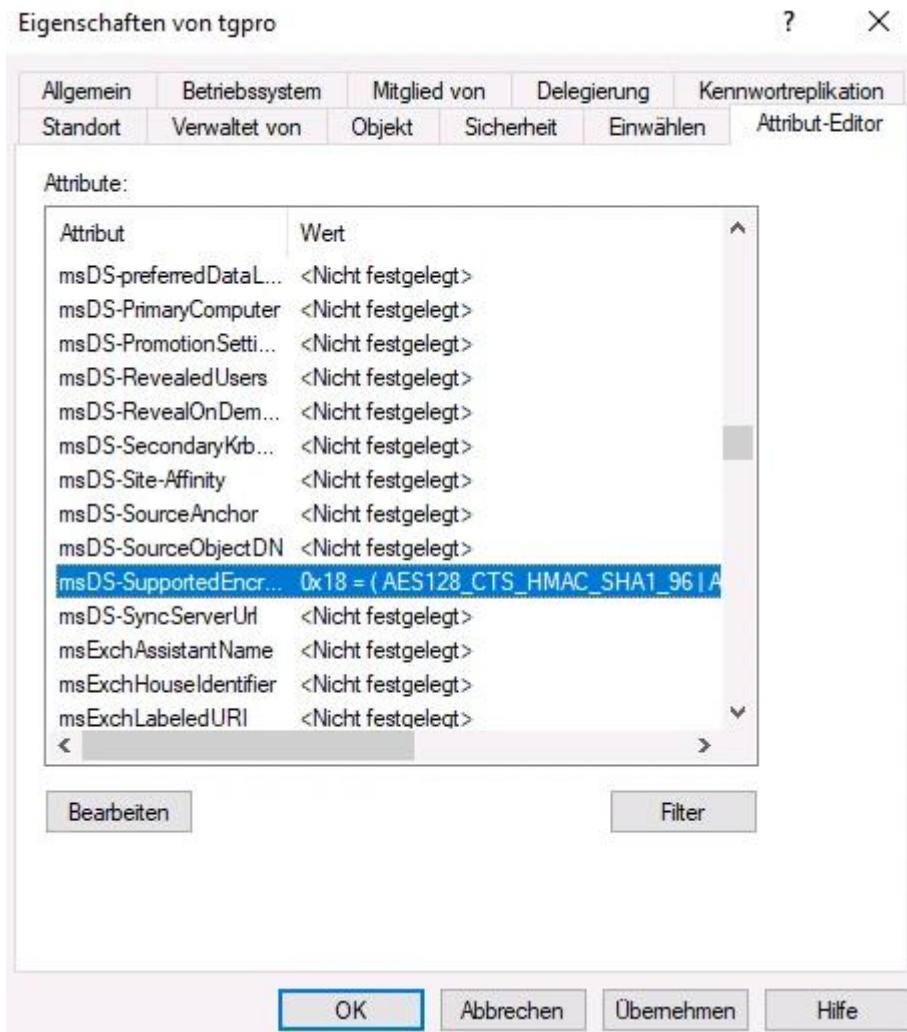 Eigenschaften von tgpro ? ×
Allgemein Betriebssystem Mitglied von Delegierung Kennwortreplikation
Standort Verwaltet von Objekt Sicherheit Einwählen Attribut-Editor
Attribute:
Attribut Wert
msDS-preferredDataL... <Nicht festgelegt>
msDS-PrimaryComputer <Nicht festgelegt>
msDS-PromotionSetti... <Nicht festgelegt>
msDS-RevealedUsers <Nicht festgelegt>
msDS-RevealOnDem... <Nicht festgelegt>
msDS-SecondaryKrb... <Nicht festgelegt>
msDS-Site-Affinity <Nicht festgelegt>
msDS-SourceAnchor <Nicht festgelegt>
msDS-SourceObjectDN <Nicht festgelegt>
msDS-SupportedEncr... 0x18 = ( AES128_CTS_HMAC_SHA1_96 | A
msDS-SyncServerUrl <Nicht festgelegt>
msExchAssistantName <Nicht festgelegt>
msExchHouseIdentifier <Nicht festgelegt>
msExchLabeledURI <Nicht festgelegt>
Bearbeiten Filter
OK Abbrechen Übernehmen Hilfe